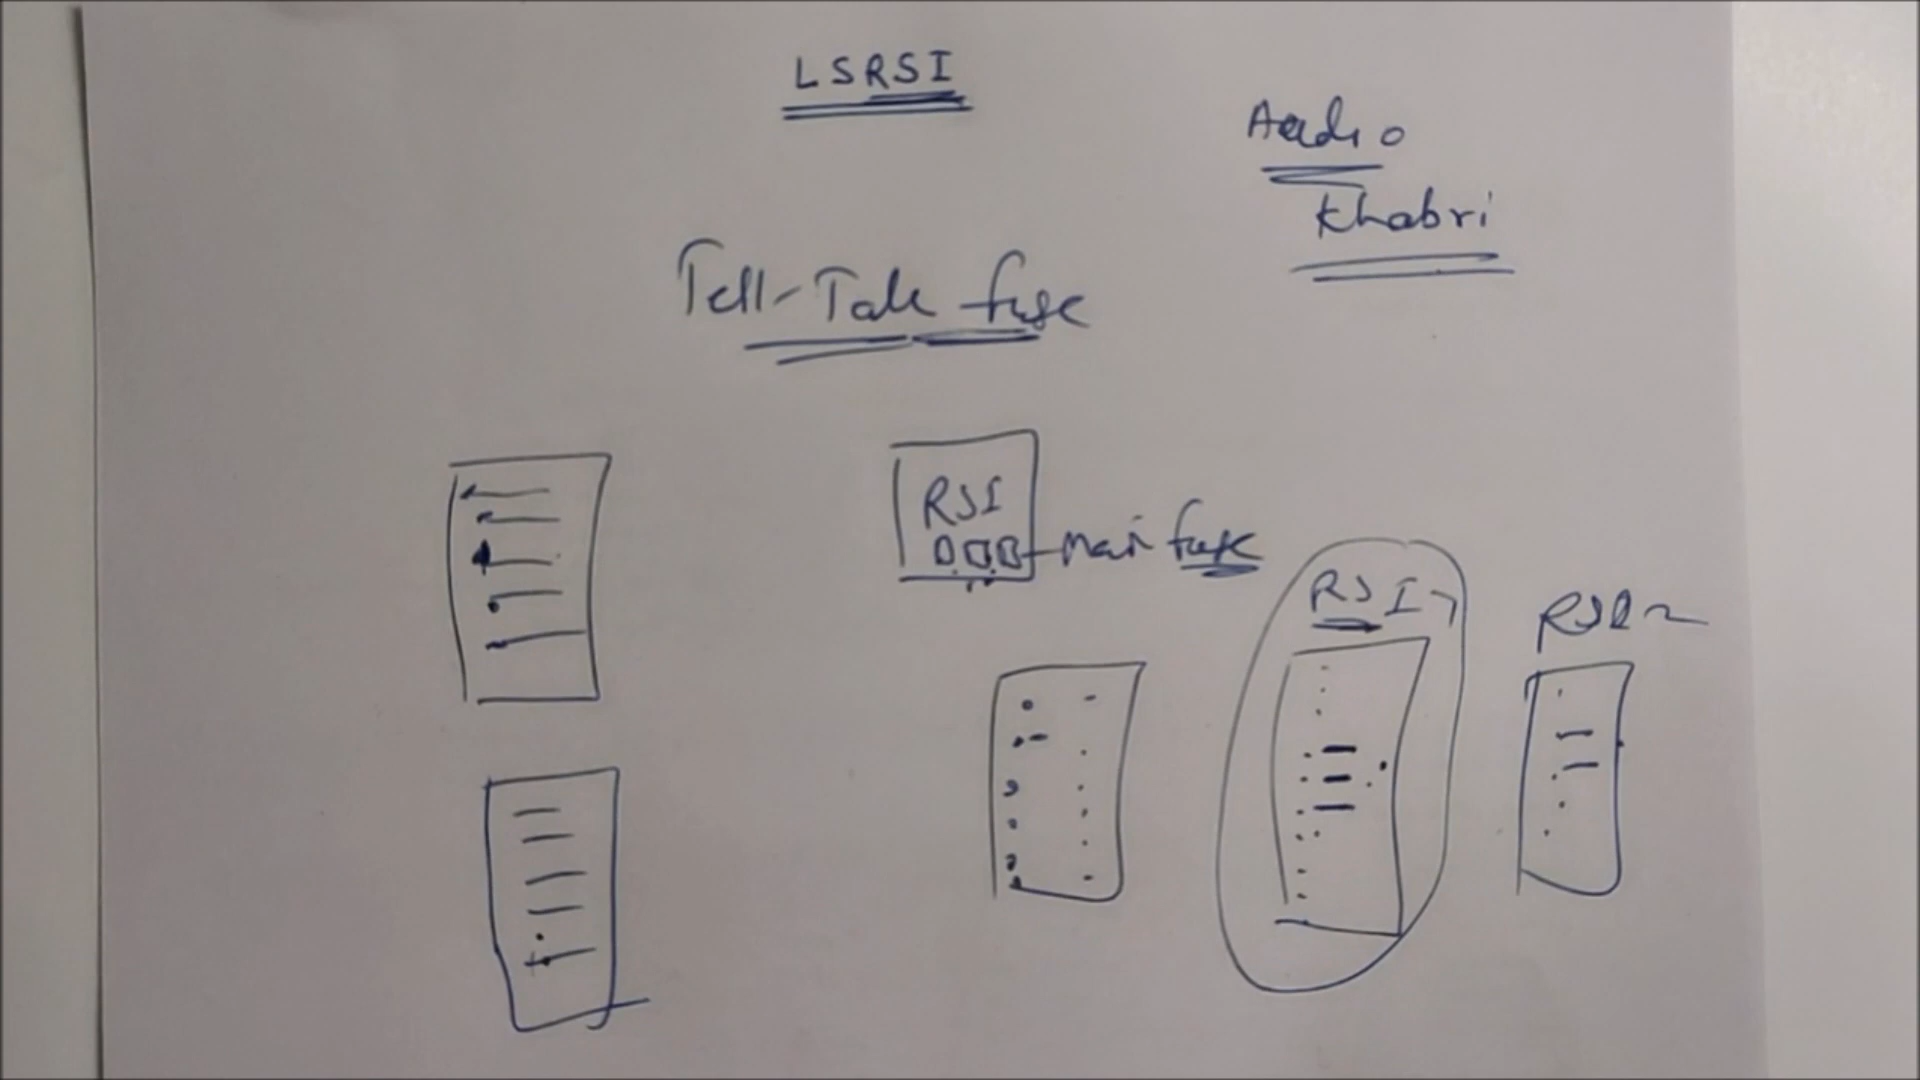 LSRSI
Audio
Khabri
Tell-Tale fuse
RSI
Main fuse
RSI